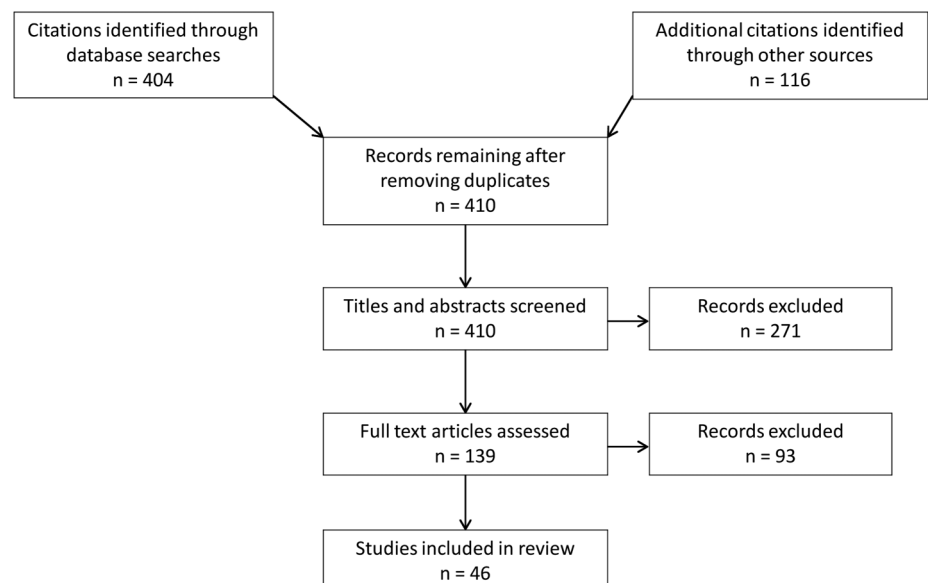 Citations identified through
database searches
n = 404
Additional citations identified
through other sources
n = 116
Records remaining after
removing duplicates
n = 410
Titles and abstracts screened
n = 410
Records excluded
n = 271
Full text articles assessed
n = 139
Records excluded
n = 93
Studies included in review
n = 46